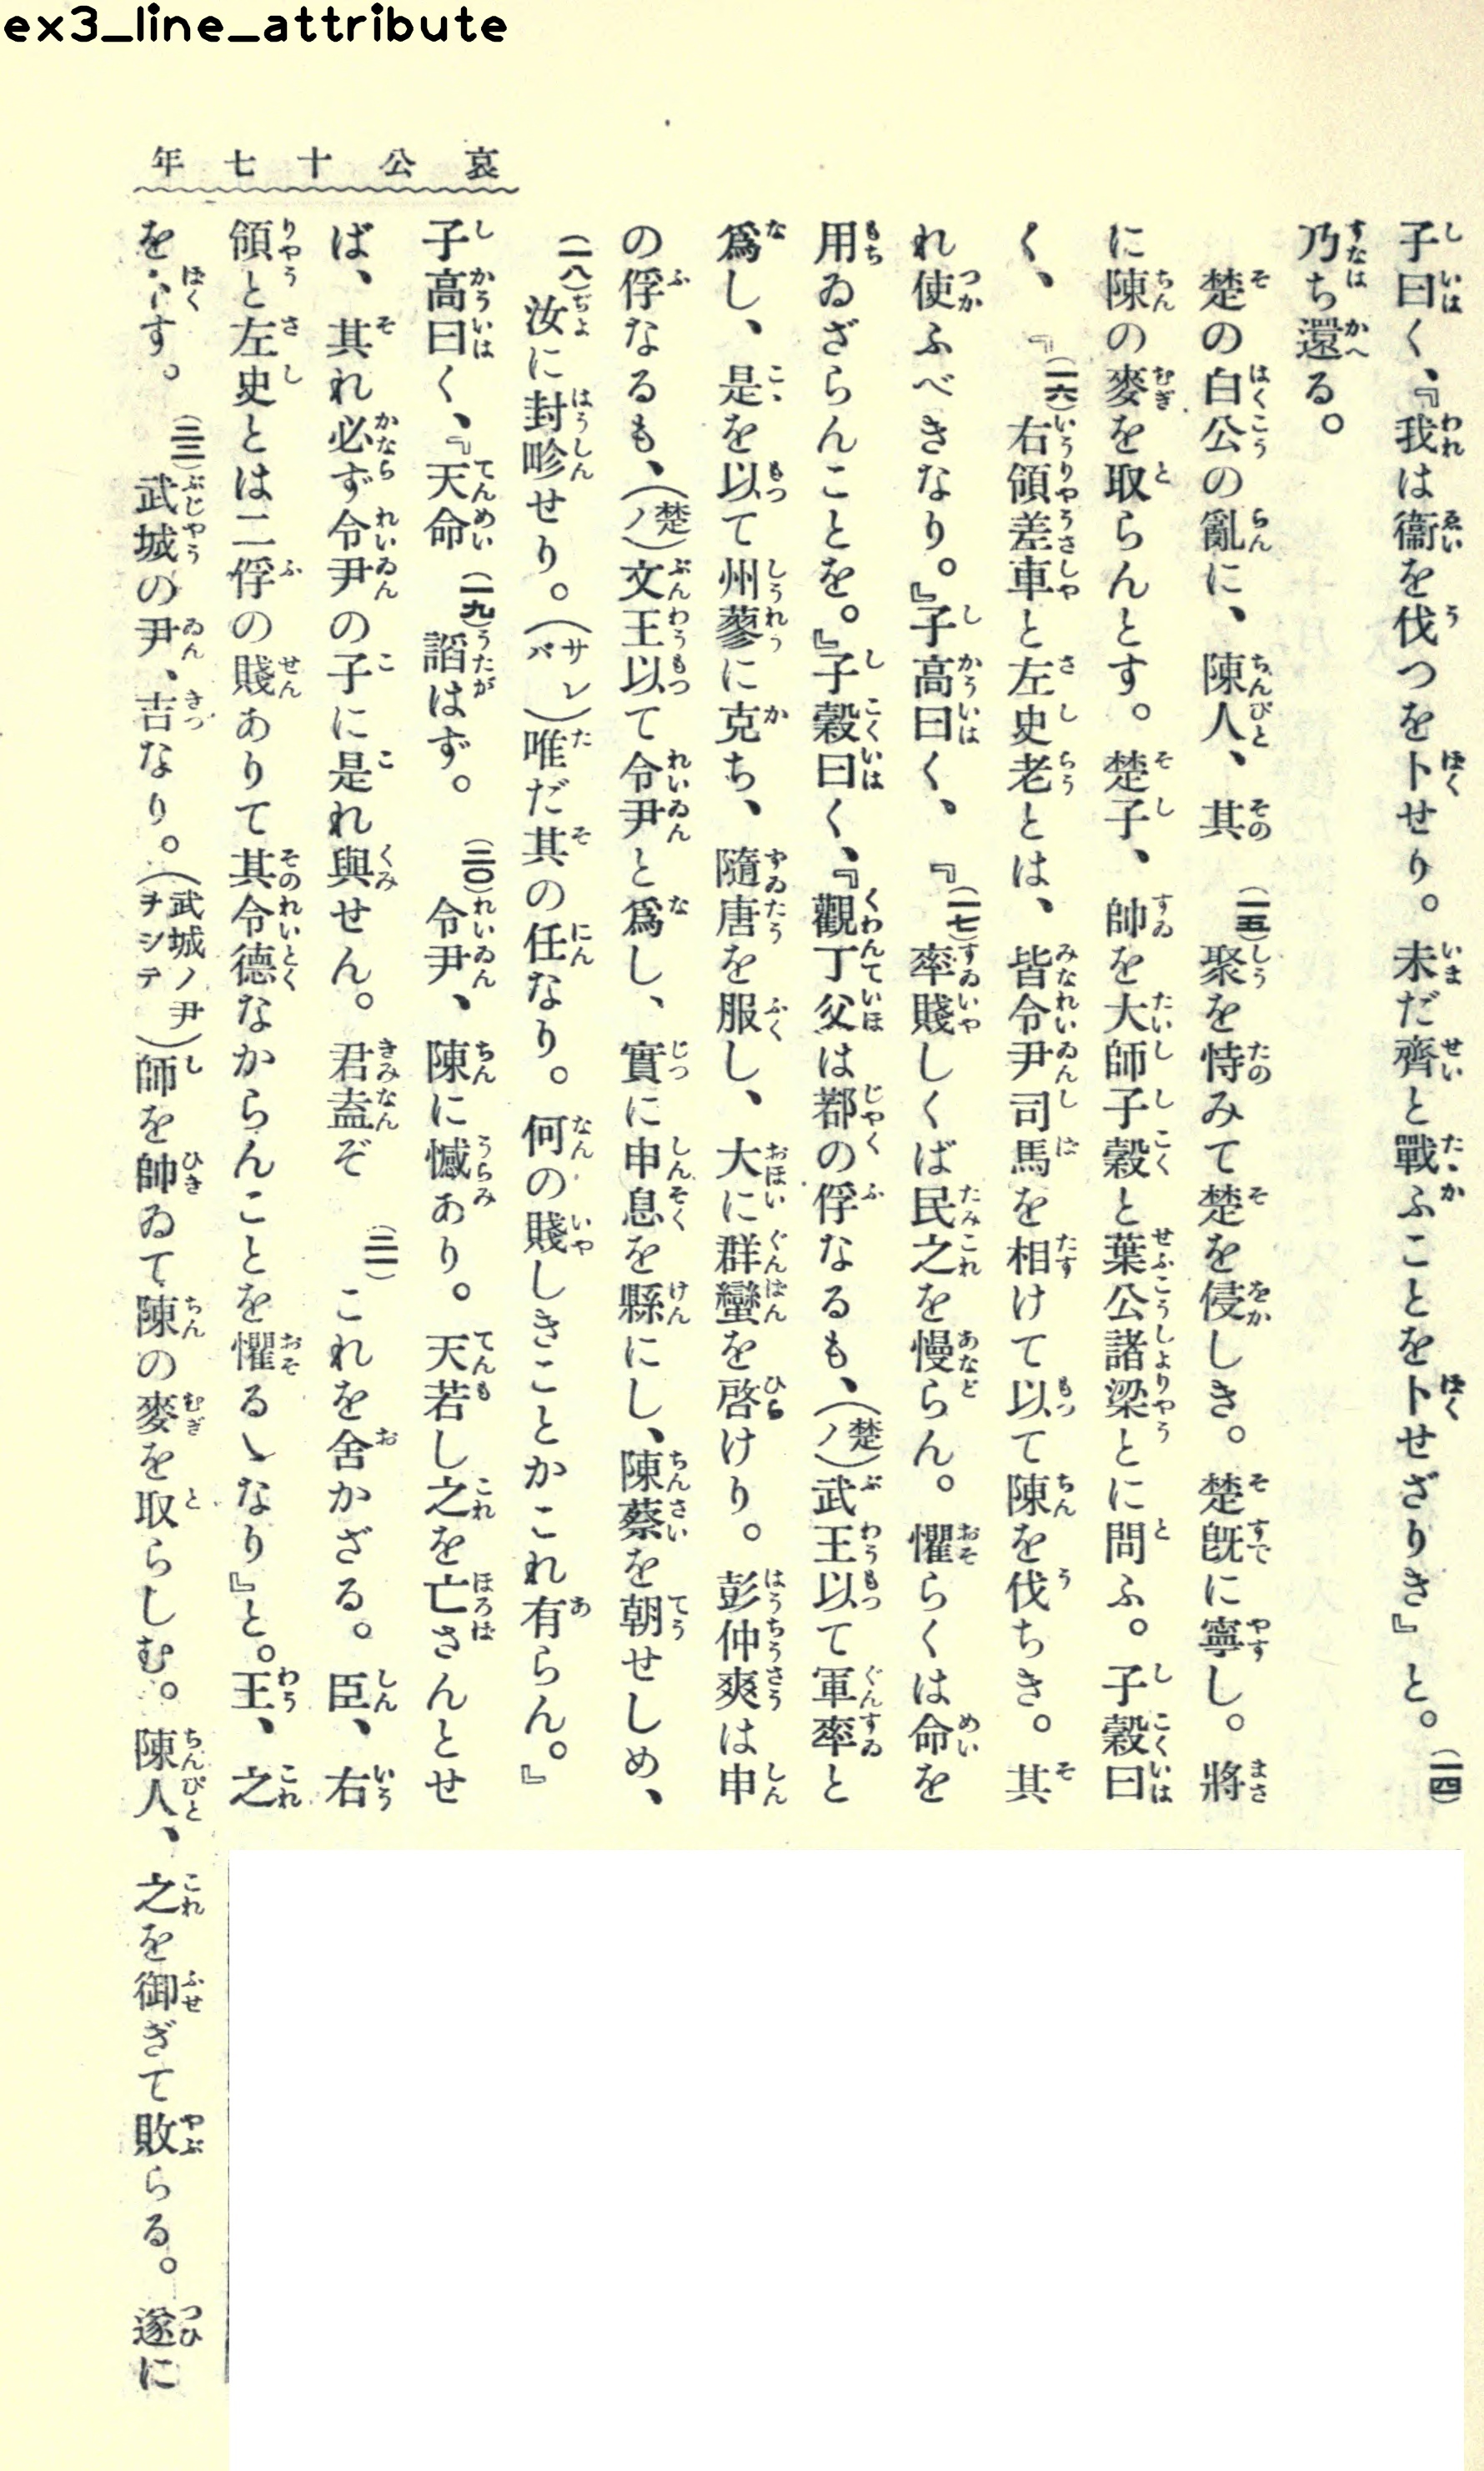 ex3_line_attribute
哀公十七年
子曰く、『我は衞を伐つを卜せり。未だ齊と戰ふことを卜せざりき』と。(一四)
乃ち還る。
楚の白公の亂に、陳人、其(一五)聚を恃みて楚を侵しき。楚旣に寧し。將
に陳の麥を取らんとす。楚子、帥を大師子穀と葉公諸梁とに問ふ。子穀曰
く、『(一六)右領差車と左史老とは、皆令尹司馬を相けて以て陳を伐ちき。其
れ使ふべきなり。』子高曰く、『(一七)率賤しくば民之を慢らん。懼らくは命を
用ゐざらんことを。』子穀曰く、『觀丁父は鄀の俘なるも、(楚ノ)武王以て軍率と
爲し、是を以て州蓼に克ち、隨唐を服し、大に群蠻を啓けり。彭仲爽は申
の俘なるも、(楚ノ)文王以て令尹と爲し、實に申息を縣にし、陳蔡を朝せしめ、
(一八)汝に封畛せり。(サレバ)唯だ其の任なり。何の賤しきことかこれ有らん。』
子高曰く、『天命(一九)謟はず。(二〇)令尹、陳に憾あり。天若し之を亡さんとせ
ば、其れ必ず令尹の子に是れ與せん。君盍ぞ(二一)これを舍かざる。臣、右
領と左史とは二俘の賤ありて其令德なからんことを懼るゝなり』と。王、之
を す。(二二)武城の尹、吉なり。(武城ノ尹ヲシテ)師を帥ゐて陳の麥を取らしむ。陳人、之を御ぎて敗らる。遂に